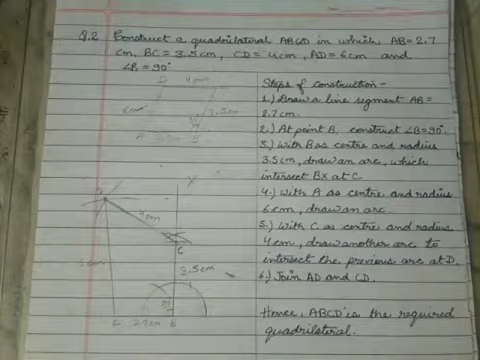 Q.2 Construct a quadrilateral ABCD in which AB = 2.7
cm, BC = 3.5 cm, CD = 4cm, AD = 6cm and
∠B = 90°
D 4cm
6cm 3.5cm
A 2.7cm B
Steps of construction -
1.) Draw a line segment AB =
2.7cm.
2.) At point B, construct ∠B = 90°.
3.) With B as centre and radius
3.5 cm, draw an arc, which
intersect BX at C
4.) With A as centre and radius
6 cm, draw an arc.
5.) With C as centre and radius
4cm, draw another arc to
intersect the previous arc at D.
6.) Join AD and CD.
Hence, ABCD is the required
quadrilateral.
X
D
4cm
C
6cm
3.5cm
A 2.7cm B